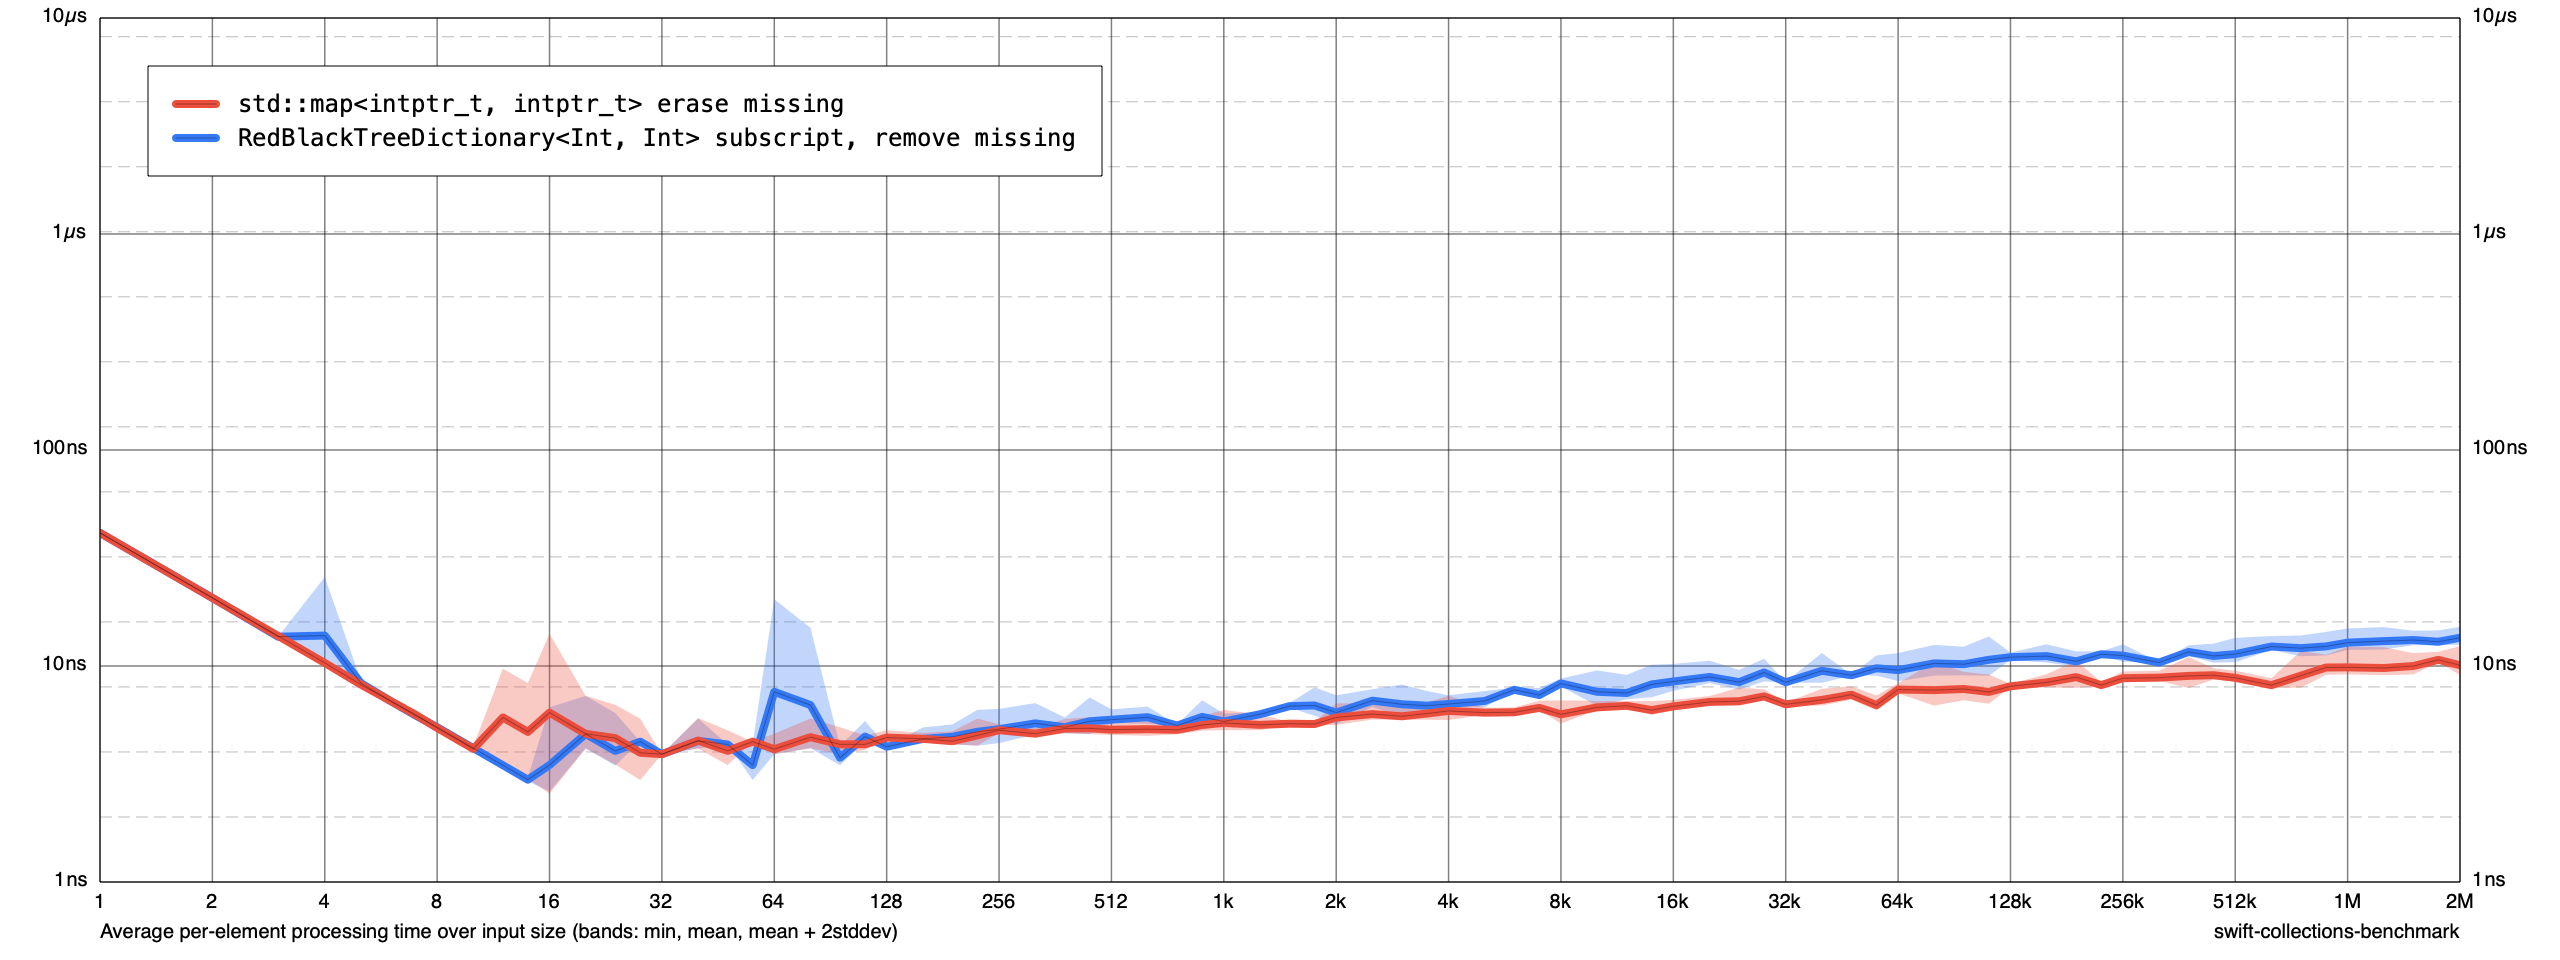 10µs
10µs
std::map<intptr_t, intptr_t> erase missing
RedBlackTreeDictionary<Int, Int> subscript, remove missing
1µs
1µs
100ns
100ns
10ns
10ns
1ns
1ns
1 2 4 8 16 32 64 128 256 512 1k 2k 4k 8k 16k 32k 64k 128k 256k 512k 1M 2M
Average per-element processing time over input size (bands: min, mean, mean + 2stddev)
swift-collections-benchmark